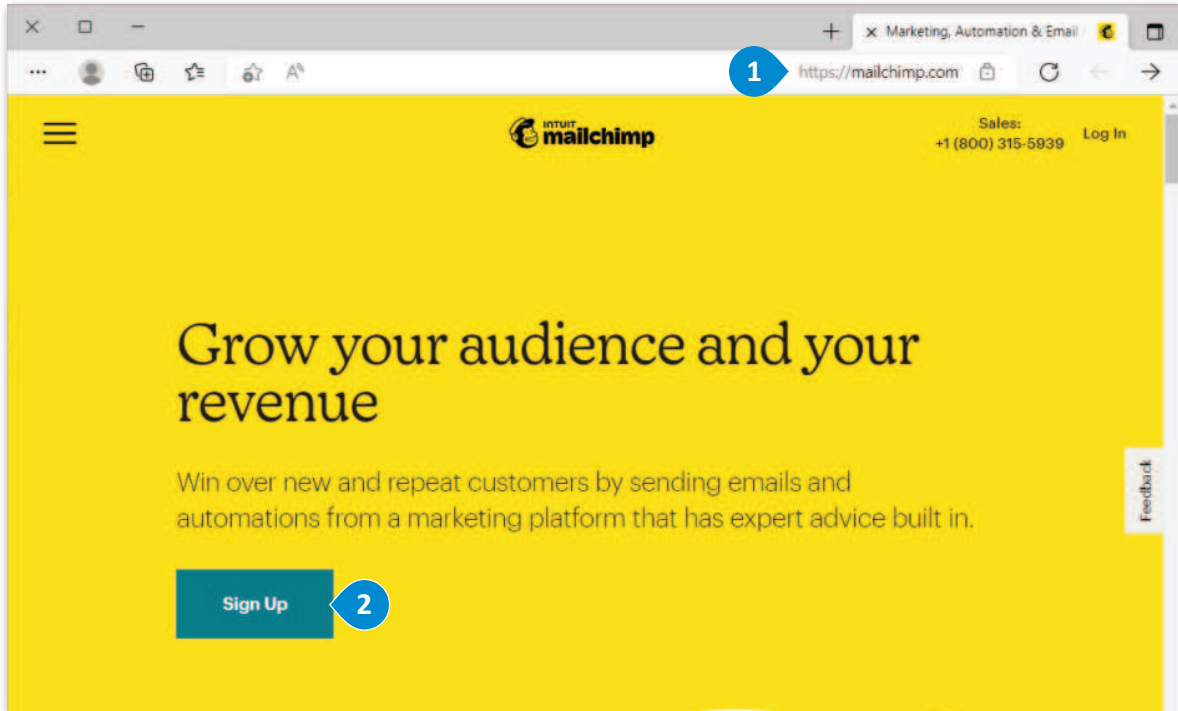 Marketing, Automation & Email
1
https://mailchimp.com
INTUIT
mailchimp
Sales:
+1 (800) 315-5939
Log In
Grow your audience and your
revenue
Win over new and repeat customers by sending emails and
automations from a marketing platform that has expert advice built in.
Feedback
Sign Up
2